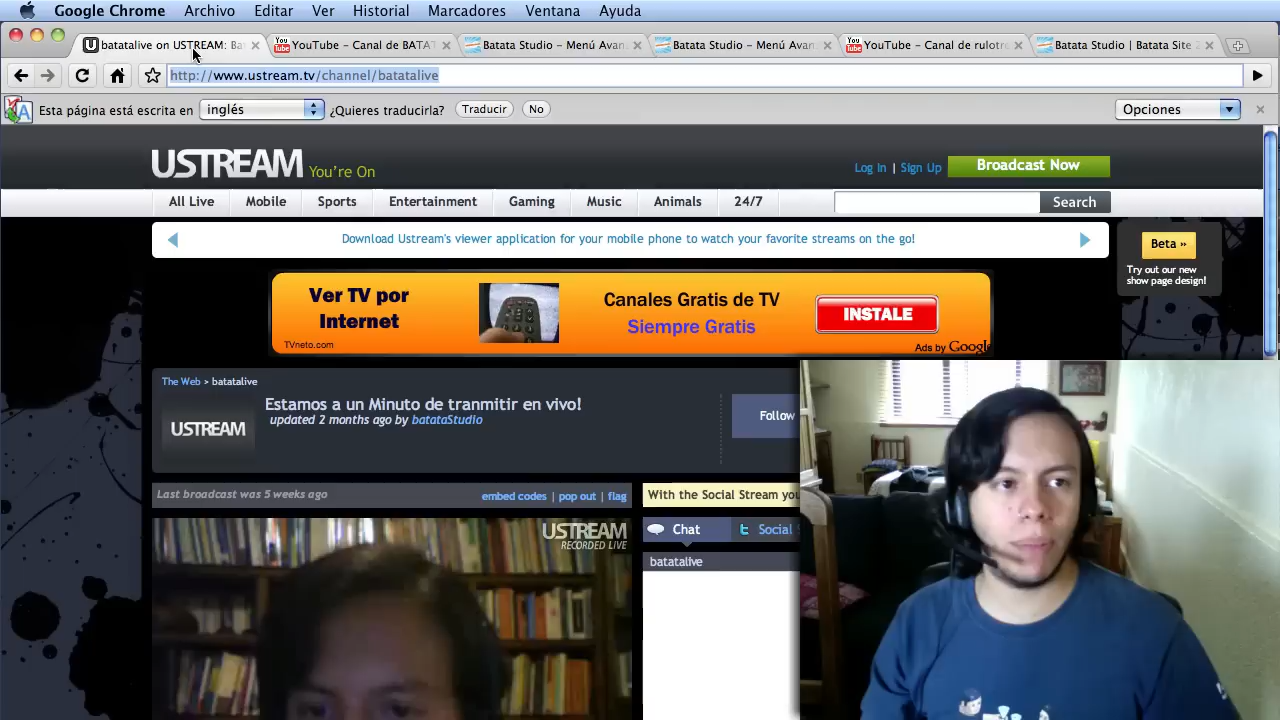 Google Chrome Archivo Editar Ver Historial Marcadores Ventana Ayuda
batatalive on USTREAM: Ba
YouTube – Canal de BATAT
Batata Studio – Menú Avan
Batata Studio – Menú Avan
YouTube – Canal de rulotr
Batata Studio | Batata Site 2
http://www.ustream.tv/channel/batatalive
Esta página está escrita en inglés ¿Quieres traducirla? Traducir No Opciones
USTREAM You're On
Log In | Sign Up Broadcast Now
All Live Mobile Sports Entertainment Gaming Music Animals 24/7 Search
Download Ustream's viewer application for your mobile phone to watch your favorite streams on the go!
Beta ››
Try out our new
show page design!
Ver TV por
Internet
TVneto.com
Canales Gratis de TV
Siempre Gratis
INSTALE
Ads by Google
The Web > batatalive
USTREAM
Estamos a un Minuto de tranmitir en vivo!
updated 2 months ago by batataStudio
Follow
Last broadcast was 5 weeks ago
embed codes | pop out | flag
With the Social Stream you
USTREAM
RECORDED LIVE
Chat
Social
batatalive